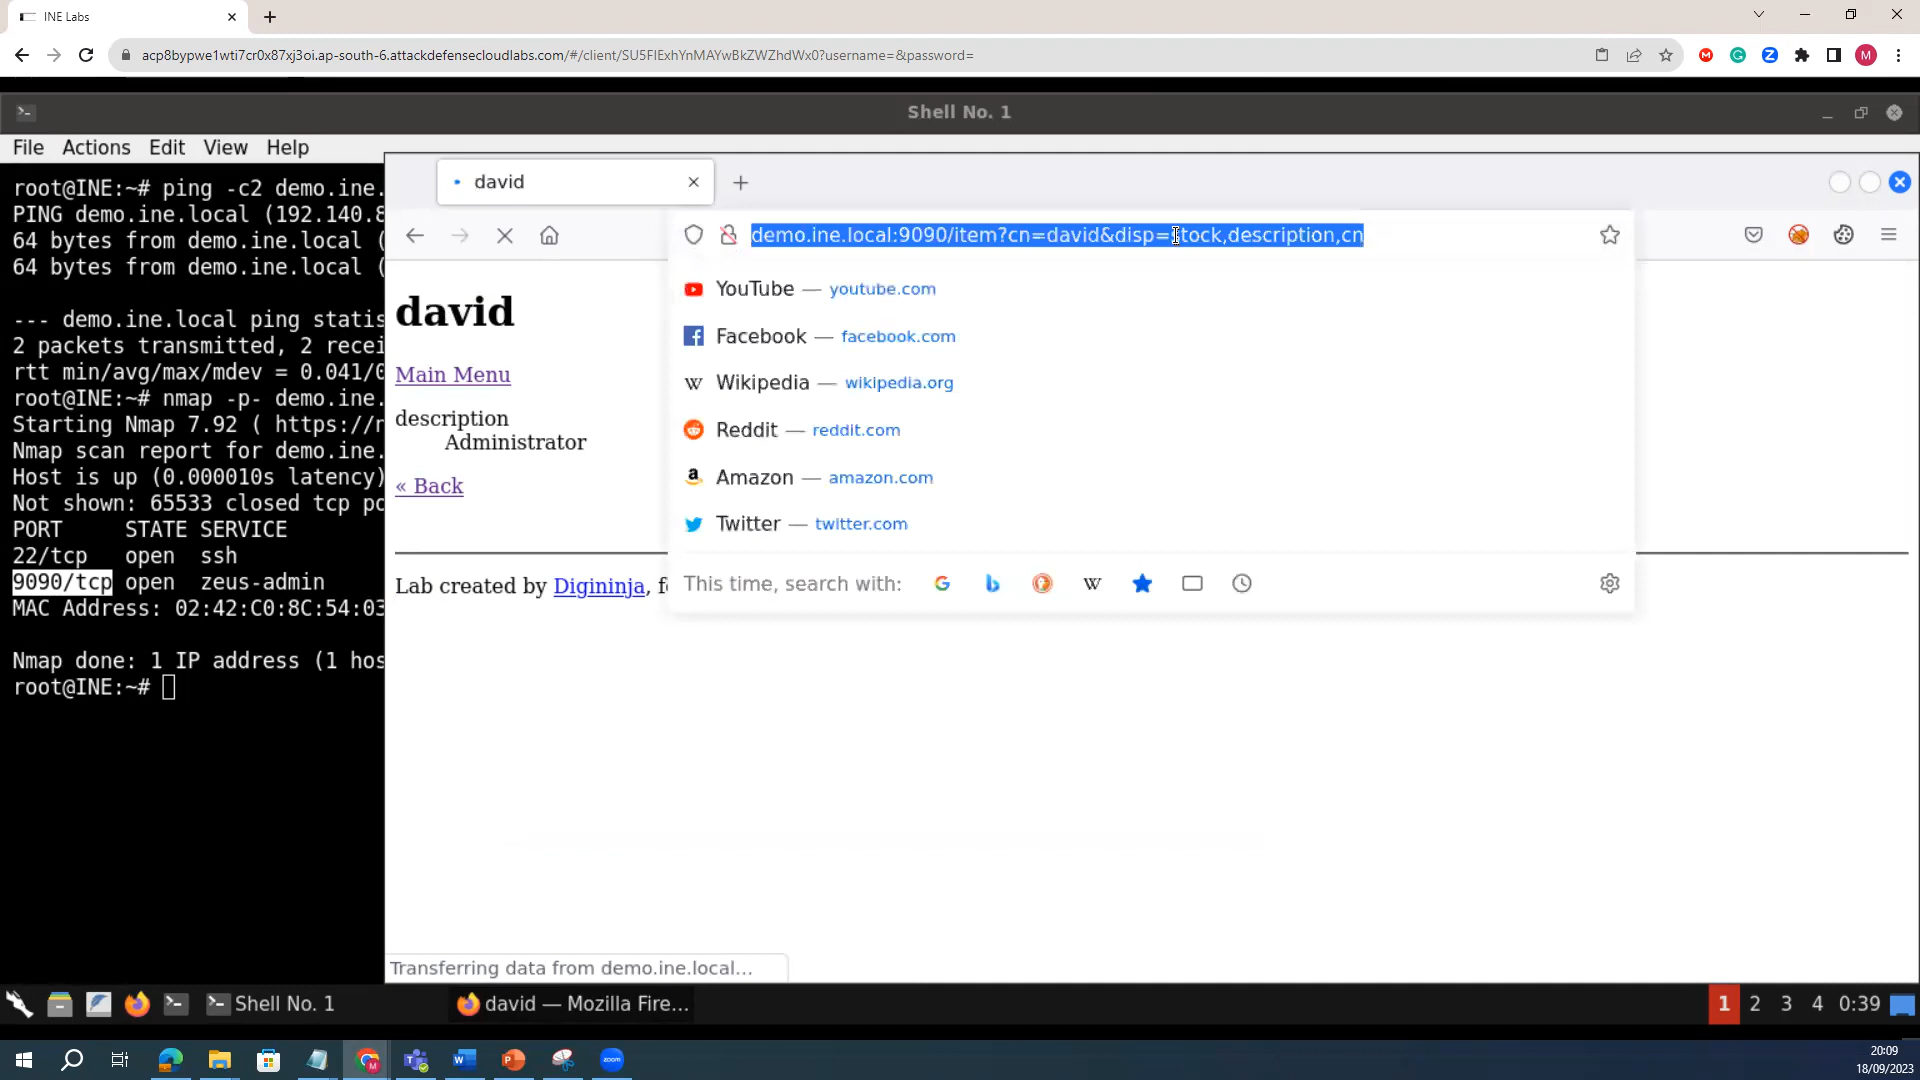 INE Labs
acp8bypwe1wti7cr0x87xj3oi.ap-south-6.attackdefensecloudlabs.com/#/client/SU5FIExhYnMAYwBkZWZhdWx0?username=&password=
M
Shell No. 1
File Actions Edit View Help
root@INE:~# ping -c2 demo.ine.
PING demo.ine.local (192.140.8
64 bytes from demo.ine.local (
64 bytes from demo.ine.local (
--- demo.ine.local ping statis
2 packets transmitted, 2 recei
rtt min/avg/max/mdev = 0.041/0
root@INE:~# nmap -p- demo.ine.
Starting Nmap 7.92 ( https://n
Nmap scan report for demo.ine.
Host is up (0.000010s latency)
Not shown: 65533 closed tcp po
PORT STATE SERVICE
22/tcp open ssh
9090/tcp open zeus-admin
MAC Address: 02:42:C0:8C:54:03
Nmap done: 1 IP address (1 hos
root@INE:~#
david
demo.ine.local:9090/item?cn=david&disp=stock,description,cn
YouTube — youtube.com
Facebook — facebook.com
Wikipedia — wikipedia.org
Reddit — reddit.com
Amazon — amazon.com
Twitter — twitter.com
This time, search with:
david
Main Menu
description
Administrator
« Back
Lab created by Digininja, f
Transferring data from demo.ine.local...
Shell No. 1
david — Mozilla Fire...
1 2 3 4 0:39
20:09
18/09/2023